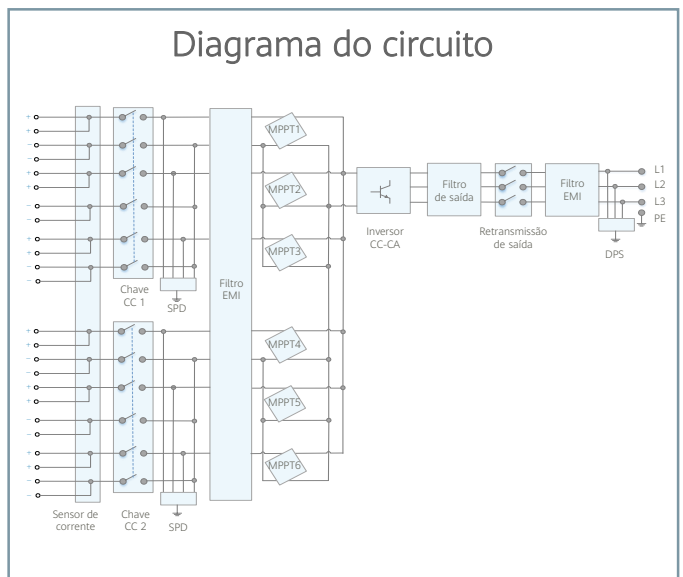 Diagrama do circuito
+
+
−
−
+
+
−
−
+
+
−
−
MPPT1
MPPT2
MPPT3
Filtro
EMI
Inversor
CC-CA
Filtro
de saída
Retransmissão
de saída
Filtro
EMI
L1
L2
L3
PE
DPS
Chave
CC 1
SPD
+
+
−
−
+
+
−
−
+
+
−
−
MPPT4
MPPT5
MPPT6
Sensor de
corrente
Chave
CC 2
SPD